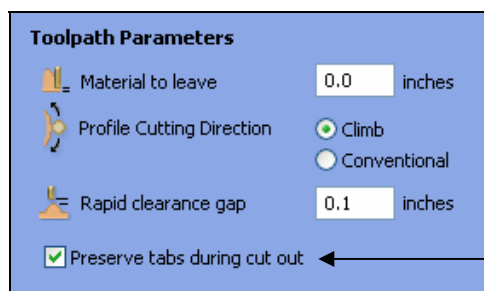 Toolpath Parameters
Material to leave 0.0 inches
Profile Cutting Direction Climb
Conventional
Rapid clearance gap 0.1 inches
Preserve tabs during cut out